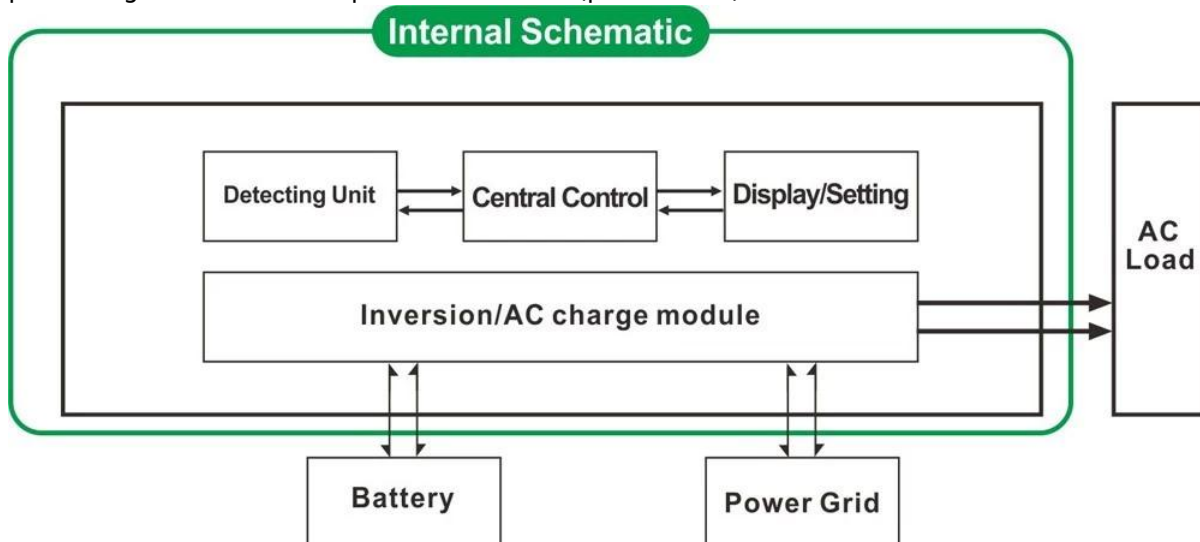 Internal Schematic
Detecting Unit
Central Control
Display/Setting
AC
Load
Inversion/AC charge module
Battery
Power Grid